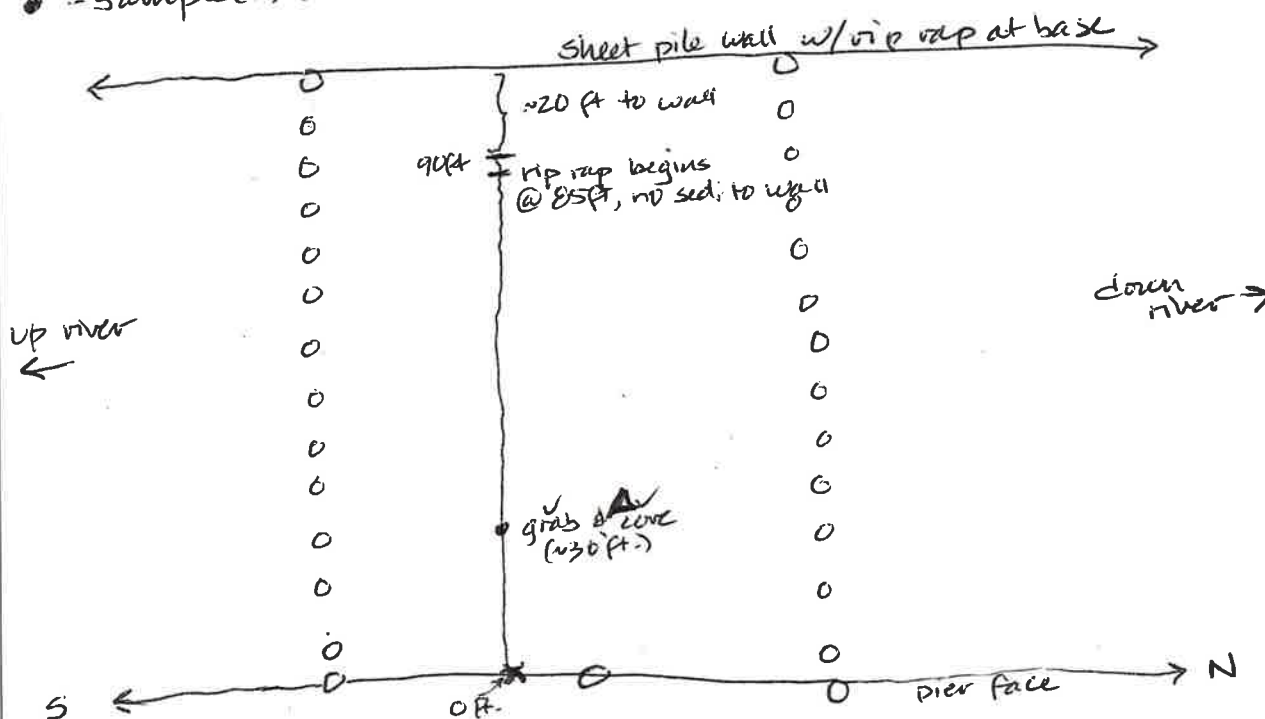 - sample
sheet pile wall w/ rip rap at base
~20 ft to wall
90ft
rip rap begins
@ 85ft, no sed. to wall
down
river
up river
grab & core
(~30 ft.)
N
pier face
0 ft.
S